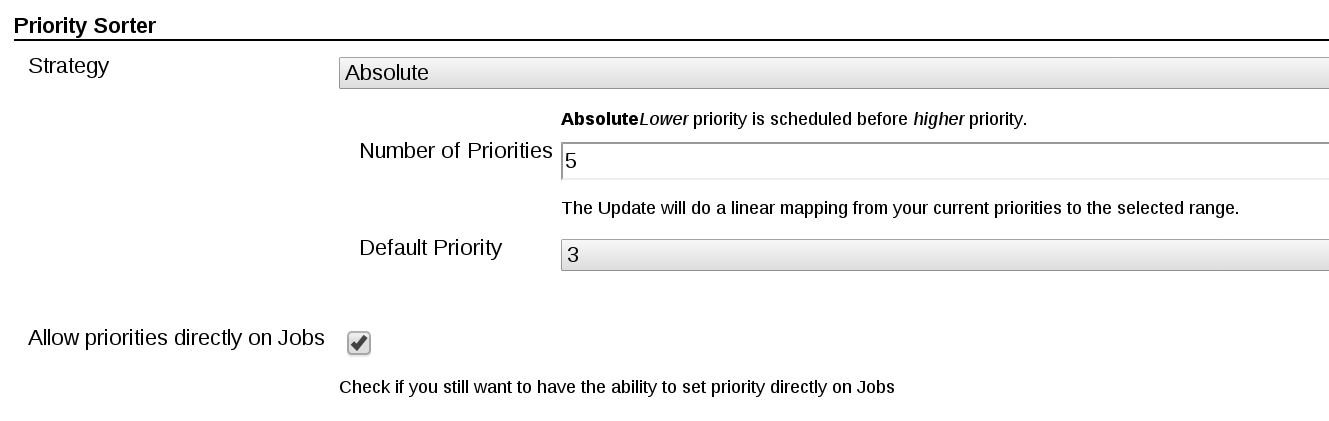 Priority Sorter
Strategy
Absolute
AbsoluteLower priority is scheduled before higher priority.
Number of Priorities
5
The Update will do a linear mapping from your current priorities to the selected range.
Default Priority
3
Allow priorities directly on Jobs
Check if you still want to have the ability to set priority directly on Jobs